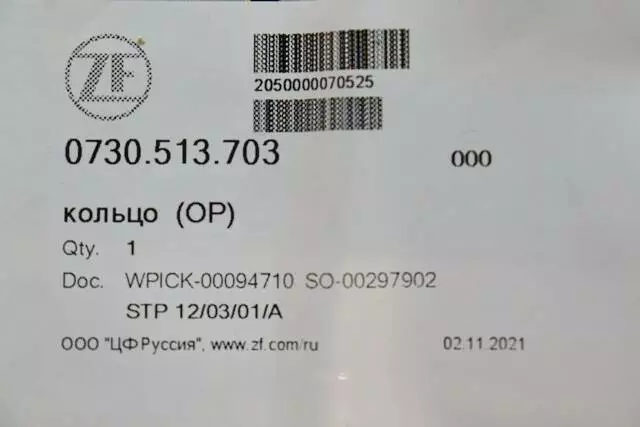 ZF
2050000070525
0730.513.703 000
кольцо (ОР)
Qty. 1
Doc. WPICK-00094710 SO-00297902
STP 12/03/01/A
ООО "ЦФ Руссия", www.zf.com/ru 02.11.2021